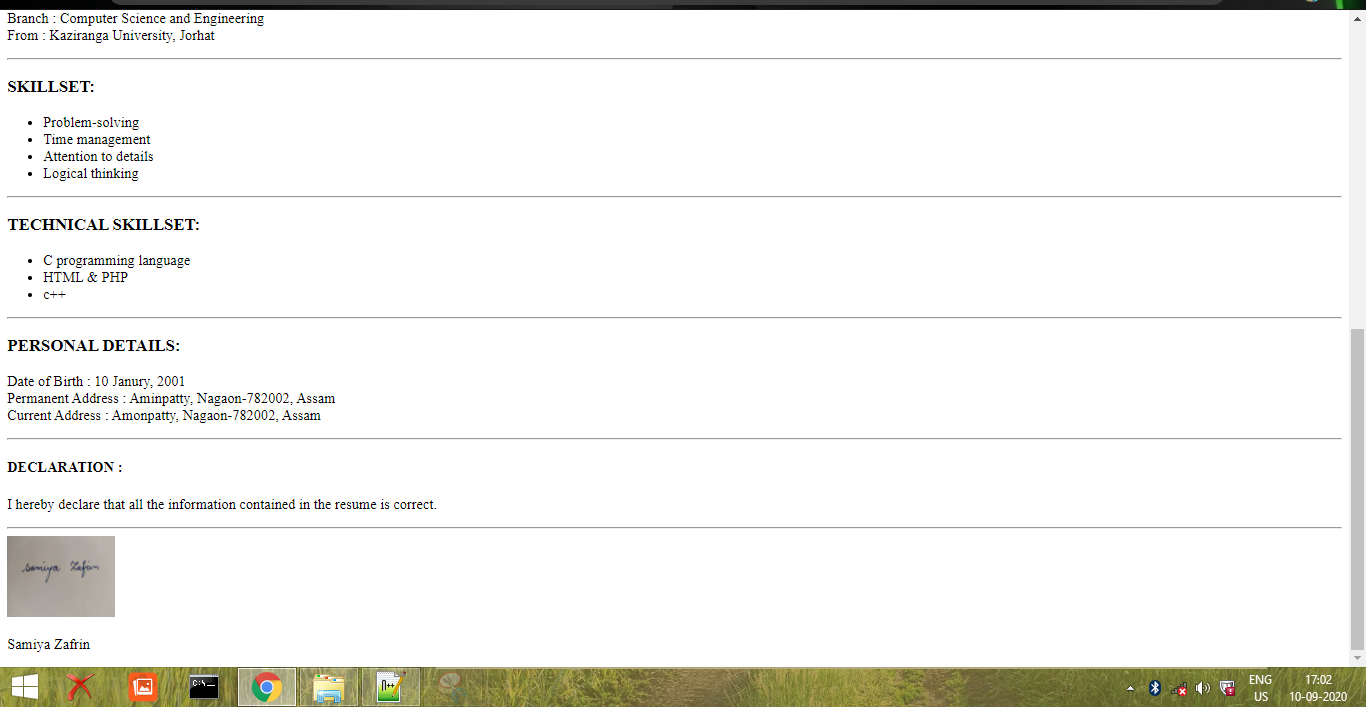 Branch : Computer Science and Engineering
From : Kaziranga University, Jorhat
SKILLSET:
Problem-solving
Time management
Attention to details
Logical thinking
TECHNICAL SKILLSET:
C programming language
HTML & PHP
c++
PERSONAL DETAILS:
Date of Birth : 10 Janury, 2001
Permanent Address : Aminpatty, Nagaon-782002, Assam
Current Address : Amonpatty, Nagaon-782002, Assam
DECLARATION :
I hereby declare that all the information contained in the resume is correct.
Samiya Zafrin
Samiya Zafrin
ENG 17:02
US 10-09-2020